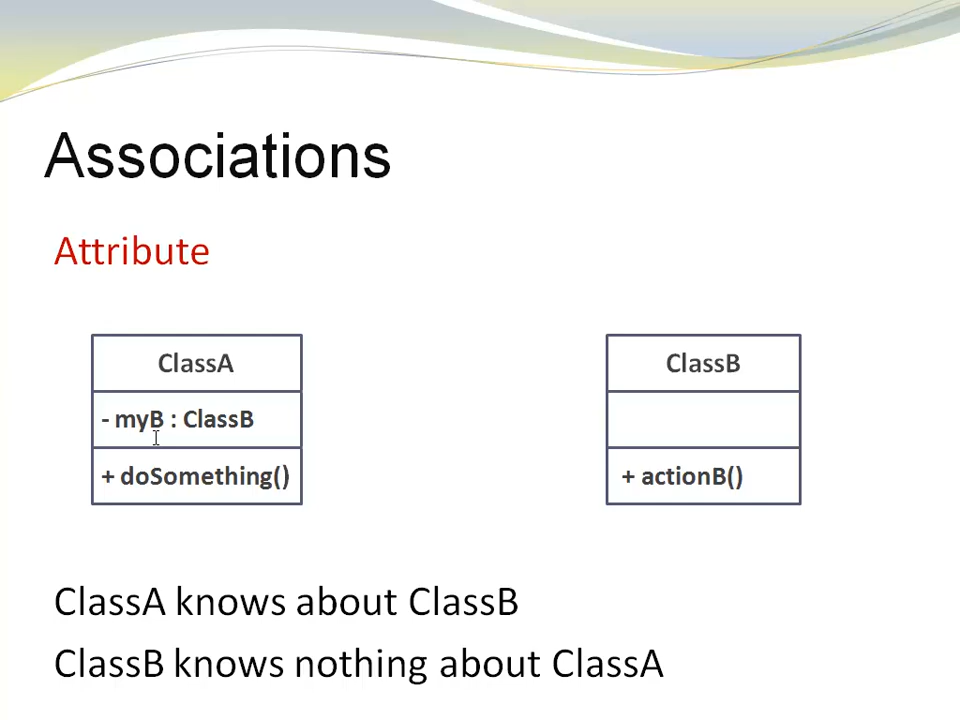 Associations
Attribute
ClassA
- myB : ClassB
+ doSomething()
ClassB
+ actionB()
ClassA knows about ClassB
ClassB knows nothing about ClassA